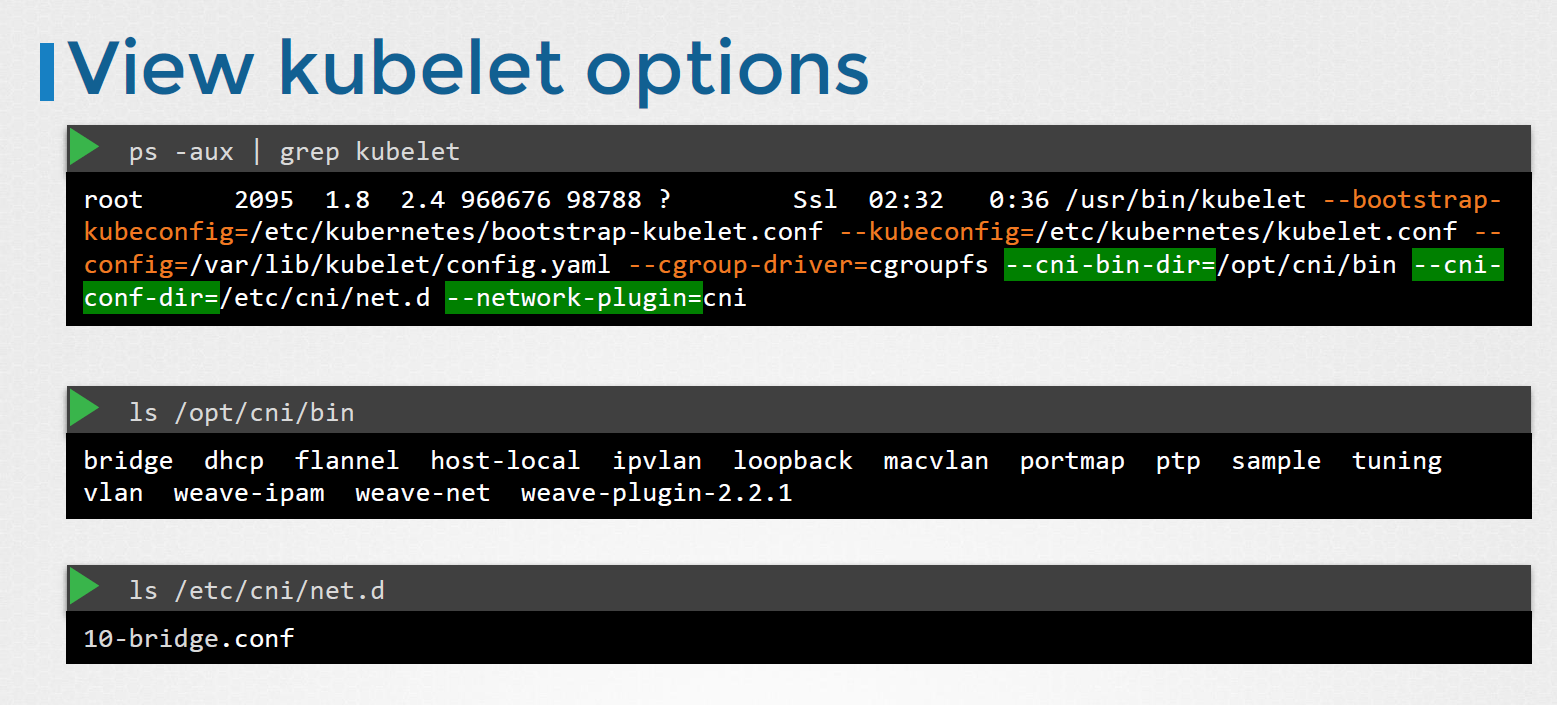 View kubelet options
ps -aux | grep kubelet
root      2095  1.8  2.4 960676 98788 ?        Ssl  02:32   0:36 /usr/bin/kubelet --bootstrap-
kubeconfig=/etc/kubernetes/bootstrap-kubelet.conf --kubeconfig=/etc/kubernetes/kubelet.conf --
config=/var/lib/kubelet/config.yaml --cgroup-driver=cgroupfs --cni-bin-dir=/opt/cni/bin --cni-
conf-dir=/etc/cni/net.d --network-plugin=cni
ls /opt/cni/bin
bridge  dhcp  flannel  host-local  ipvlan  loopback  macvlan  portmap  ptp  sample  tuning
vlan  weave-ipam  weave-net  weave-plugin-2.2.1
ls /etc/cni/net.d
10-bridge.conf